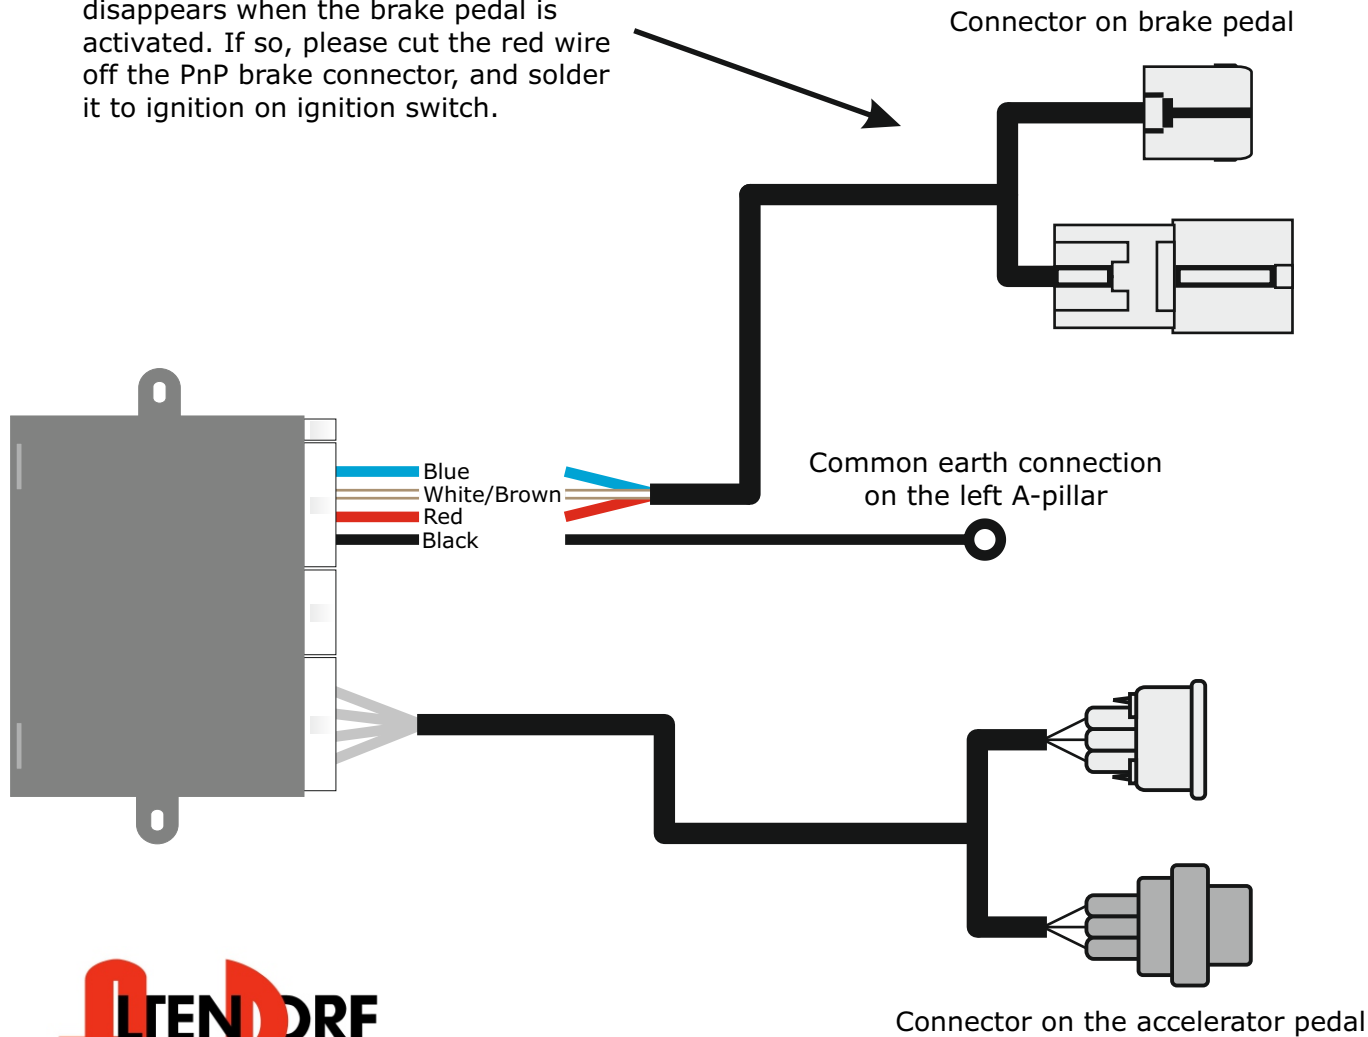 disappears when the brake pedal is
activated. If so, please cut the red wire
off the PnP brake connector, and solder
it to ignition on ignition switch.
Connector on brake pedal
Blue
White/Brown
Red
Black
Common earth connection
on the left A-pillar
ALTENDORF
Connector on the accelerator pedal